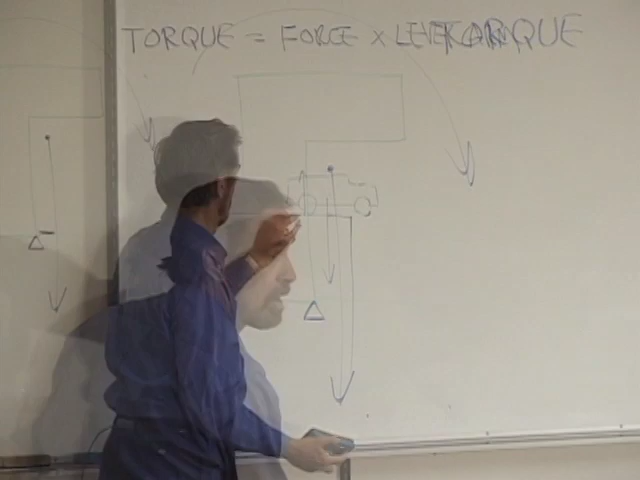 TORQUE = FORCE x